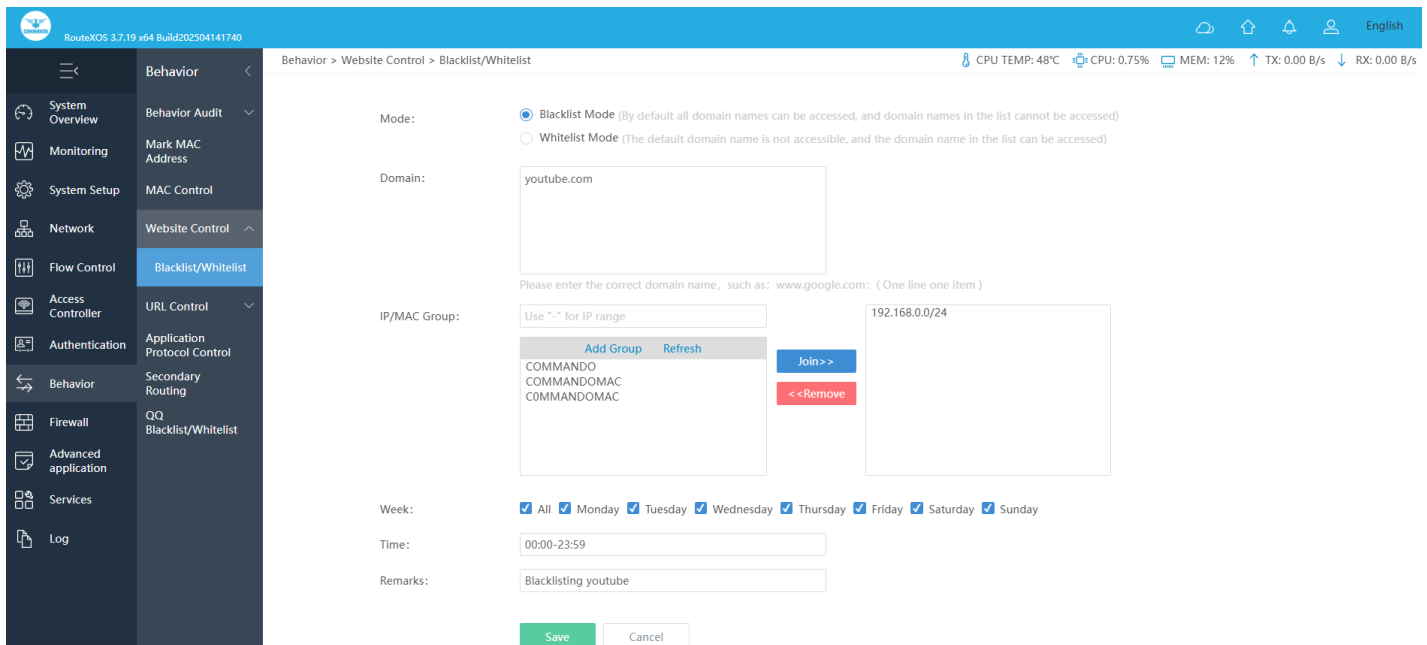 COMMANDO
RouteXOS 3.7.19 x64 Build202504141740
English
Behavior
Behavior > Website Control > Blacklist/Whitelist
CPU TEMP: 48℃ CPU: 0.75% MEM: 12% TX: 0.00 B/s RX: 0.00 B/s
System Overview
Monitoring
System Setup
Network
Flow Control
Access Controller
Authentication
Behavior
Firewall
Advanced application
Services
Log
Behavior Audit
Mark MAC Address
MAC Control
Website Control
Blacklist/Whitelist
URL Control
Application Protocol Control
Secondary Routing
QQ Blacklist/Whitelist
Mode:
Blacklist Mode (By default all domain names can be accessed, and domain names in the list cannot be accessed)
Whitelist Mode (The default domain name is not accessible, and the domain name in the list can be accessed)
Domain:
youtube.com
Please enter the correct domain name，such as：www.google.com；( One line one item )
IP/MAC Group:
Use "-" for IP range
Add Group Refresh
COMMANDO
COMMANDOMAC
C0MMANDOMAC
Join>>
<<Remove
192.168.0.0/24
Week:
All Monday Tuesday Wednesday Thursday Friday Saturday Sunday
Time:
00:00-23:59
Remarks:
Blacklisting youtube
Save Cancel